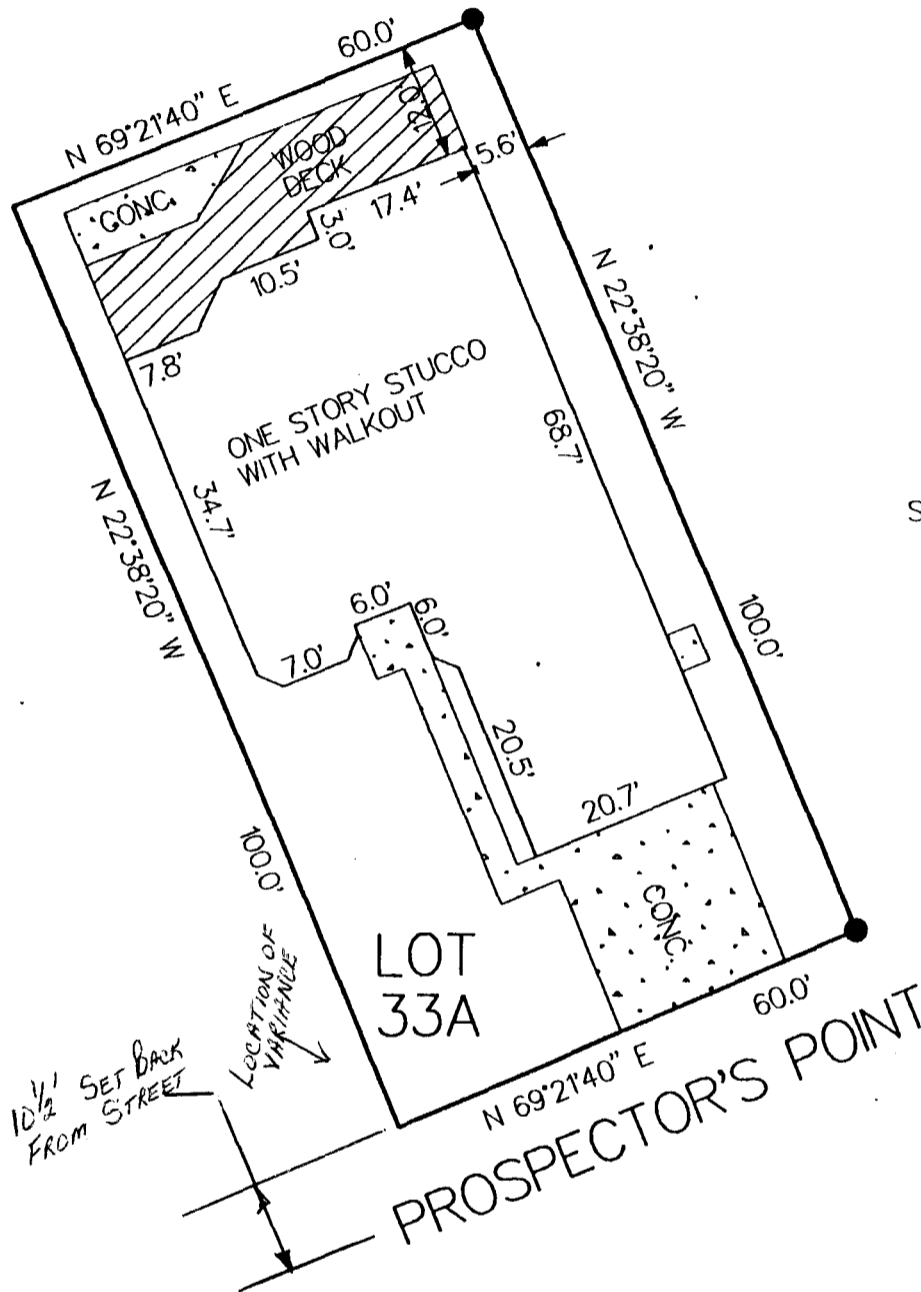 60.0'
N 69°21'40" E
12.0'
WOOD
DECK
5.6'
CONC.
17.4'
3.0'
10.5'
7.8'
N 22°38'20" W
ONE STORY STUCCO
WITH WALKOUT
68.7'
34.7'
N 22°38'20" W
S
6.0'
6.0'
7.0'
100.0'
20.5'
20.7'
100.0'
CONC.
LOT
33A
LOCATION OF
VARIANCE
60.0'
N 69°21'40" E
10½' SET BACK
FROM STREET
PROSPECTOR'S POINT